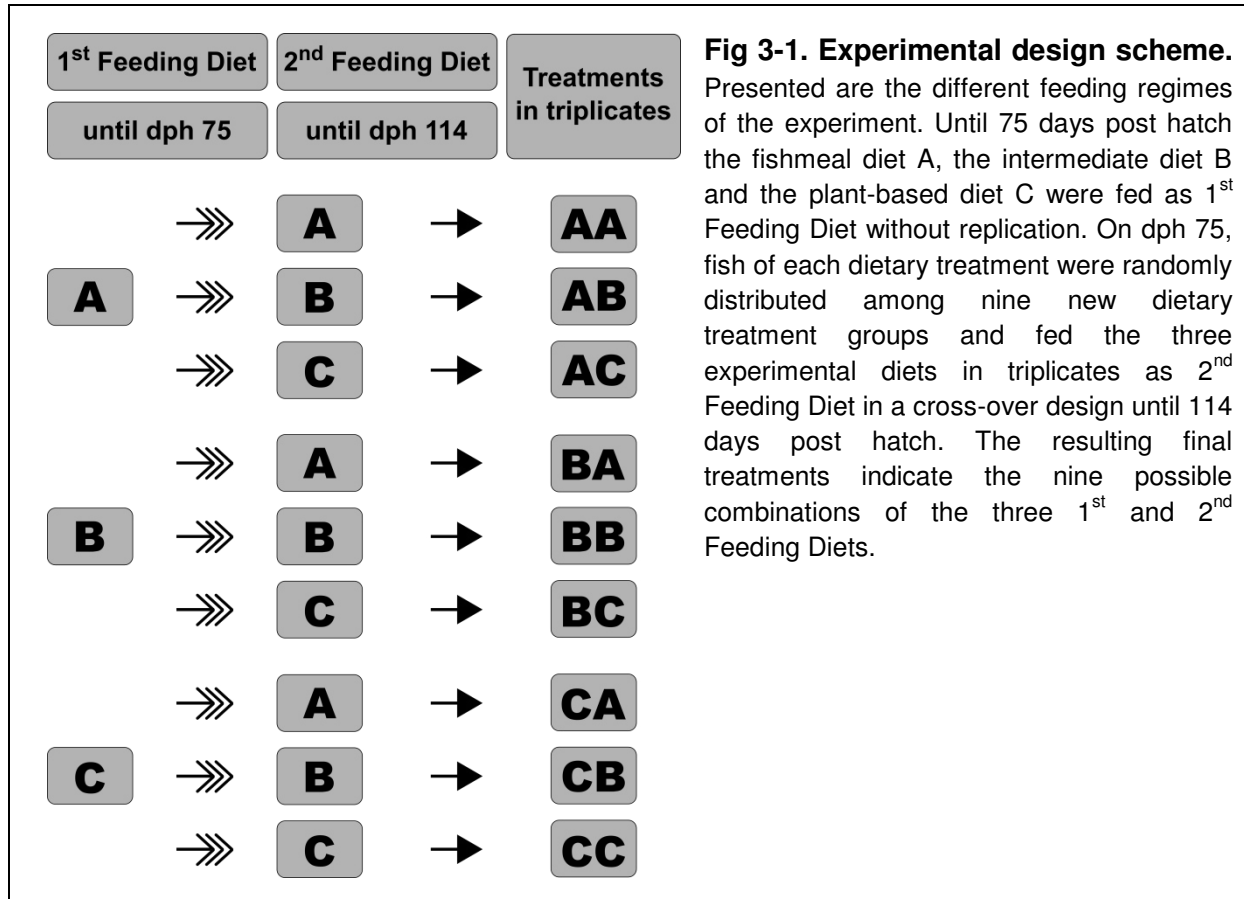 1st Feeding Diet
2nd Feeding Diet
Treatments
in triplicates
until dph 75
until dph 114
A
AA
A
B
AB
C
AC
A
BA
B
B
BB
C
BC
A
CA
C
B
CB
C
CC
Fig 3-1. Experimental design scheme.
Presented are the different feeding regimes
of the experiment. Until 75 days post hatch
the fishmeal diet A, the intermediate diet B
and the plant-based diet C were fed as 1st
Feeding Diet without replication. On dph 75,
fish of each dietary treatment were randomly
distributed among nine new dietary
treatment groups and fed the three
experimental diets in triplicates as 2nd
Feeding Diet in a cross-over design until 114
days post hatch. The resulting final
treatments indicate the nine possible
combinations of the three 1st and 2nd
Feeding Diets.